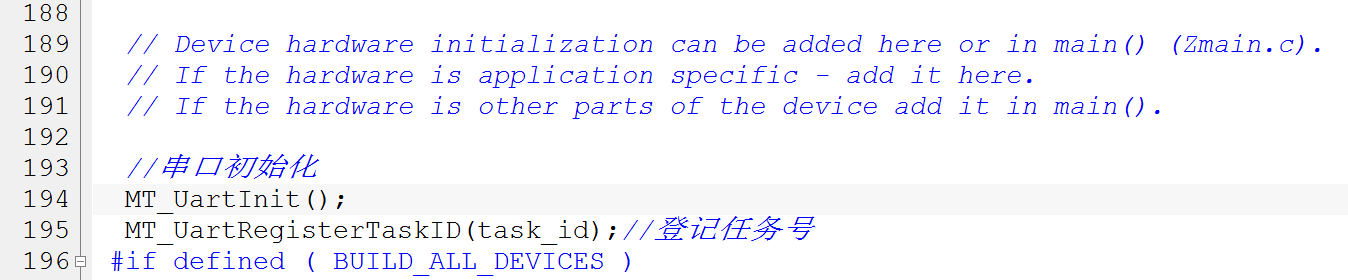 188
189 // Device hardware initialization can be added here or in main() (Zmain.c).
190 // If the hardware is application specific - add it here.
191 // If the hardware is other parts of the device add it in main().
192
193 //串口初始化
194 MT_UartInit();
195 MT_UartRegisterTaskID(task_id);//登记任务号
196 #if defined ( BUILD_ALL_DEVICES )